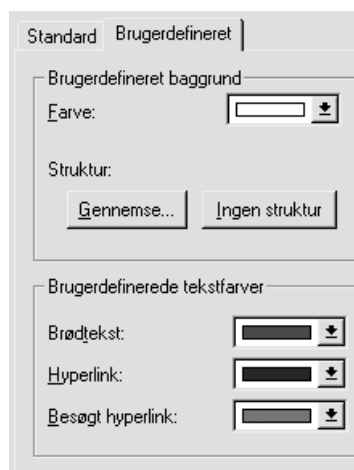 Standard Brugerdefineret
Brugerdefineret baggrund
Farve:
Struktur:
Gennemse... Ingen struktur
Brugerdefinerede tekstfarver
Brødtekst:
Hyperlink:
Besøgt hyperlink: